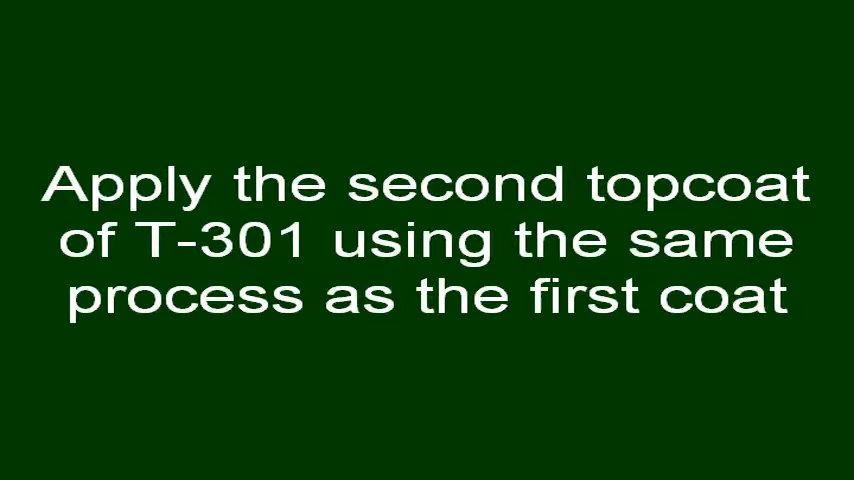 Apply the second topcoat
of T-301 using the same
process as the first coat